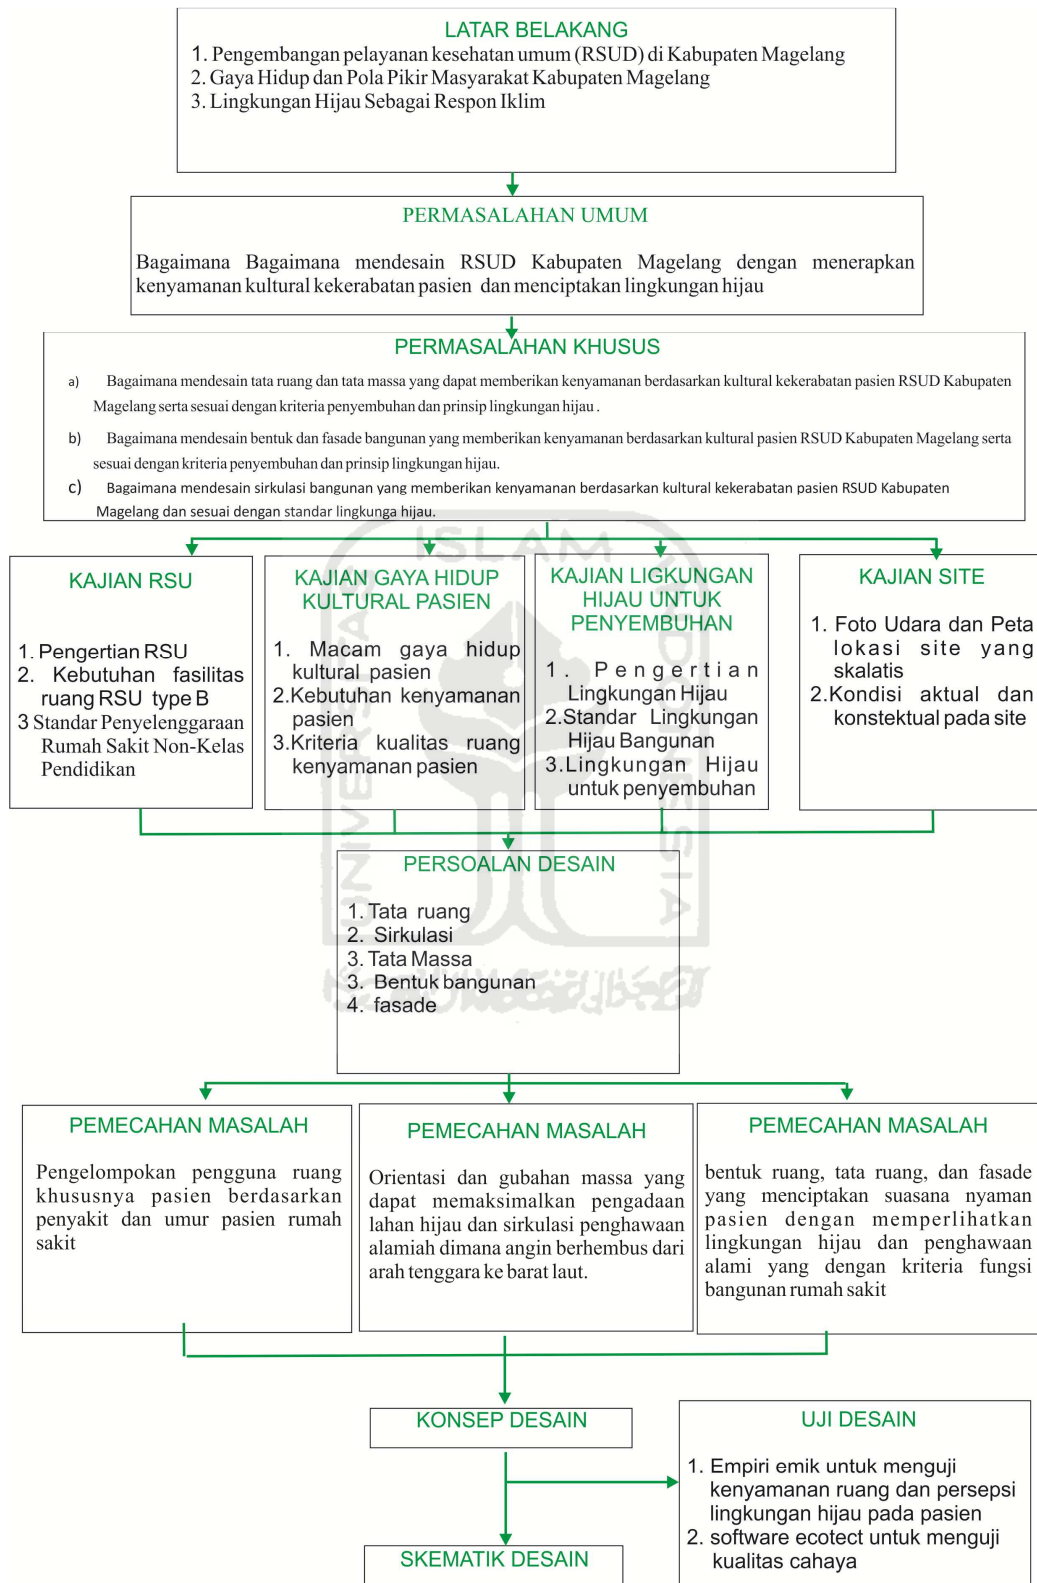 LATAR BELAKANG
1. Pengembangan pelayanan kesehatan umum (RSUD) di Kabupaten Magelang
2. Gaya Hidup dan Pola Pikir Masyarakat Kabupaten Magelang
3. Lingkungan Hijau Sebagai Respon Iklim
PERMASALAHAN UMUM
Bagaimana Bagaimana mendesain RSUD Kabupaten Magelang dengan menerapkan
kenyamanan kultural kekerabatan pasien dan menciptakan lingkungan hijau
PERMASALAHAN KHUSUS
a) Bagaimana mendesain tata ruang dan tata massa yang dapat memberikan kenyamanan berdasarkan kultural kekerabatan pasien RSUD Kabupaten
Magelang serta sesuai dengan kriteria penyembuhan dan prinsip lingkungan hijau .
b) Bagaimana mendesain bentuk dan fasade bangunan yang memberikan kenyamanan berdasarkan kultural pasien RSUD Kabupaten Magelang serta
sesuai dengan kriteria penyembuhan dan prinsip lingkungan hijau.
c) Bagaimana mendesain sirkulasi bangunan yang memberikan kenyamanan berdasarkan kultural kekerabatan pasien RSUD Kabupaten
Magelang dan sesuai dengan standar lingkunga hijau.
KAJIAN RSU
1. Pengertian RSU
2. Kebutuhan fasilitas
ruang RSU type B
3 Standar Penyelenggaraan
Rumah Sakit Non-Kelas
Pendidikan
KAJIAN GAYA HIDUP
KULTURAL PASIEN
1. Macam gaya hidup
kultural pasien
2.Kebutuhan kenyamanan
pasien
3.Kriteria kualitas ruang
kenyamanan pasien
KAJIAN LIGKUNGAN
HIJAU UNTUK
PENYEMBUHAN
1. Pengertian
Lingkungan Hijau
2.Standar Lingkungan
Hijau Bangunan
3.Lingkungan Hijau
untuk penyembuhan
KAJIAN SITE
1. Foto Udara dan Peta
lokasi site yang
skalatis
2.Kondisi aktual dan
konstektual pada site
UNIVERSITAS
ISLAM
INDONESIA
PERSOALAN DESAIN
1. Tata ruang
2. Sirkulasi
3. Tata Massa
3. Bentuk bangunan
4. fasade
PEMECAHAN MASALAH
Pengelompokan pengguna ruang
khususnya pasien berdasarkan
penyakit dan umur pasien rumah
sakit
PEMECAHAN MASALAH
Orientasi dan gubahan massa yang
dapat memaksimalkan pengadaan
lahan hijau dan sirkulasi penghawaan
alamiah dimana angin berhembus dari
arah tenggara ke barat laut.
PEMECAHAN MASALAH
bentuk ruang, tata ruang, dan fasade
yang menciptakan suasana nyaman
pasien dengan memperlihatkan
lingkungan hijau dan penghawaan
alami yang dengan kriteria fungsi
bangunan rumah sakit
KONSEP DESAIN
UJI DESAIN
1. Empiri emik untuk menguji
kenyamanan ruang dan persepsi
lingkungan hijau pada pasien
2. software ecotect untuk menguji
kualitas cahaya
SKEMATIK DESAIN